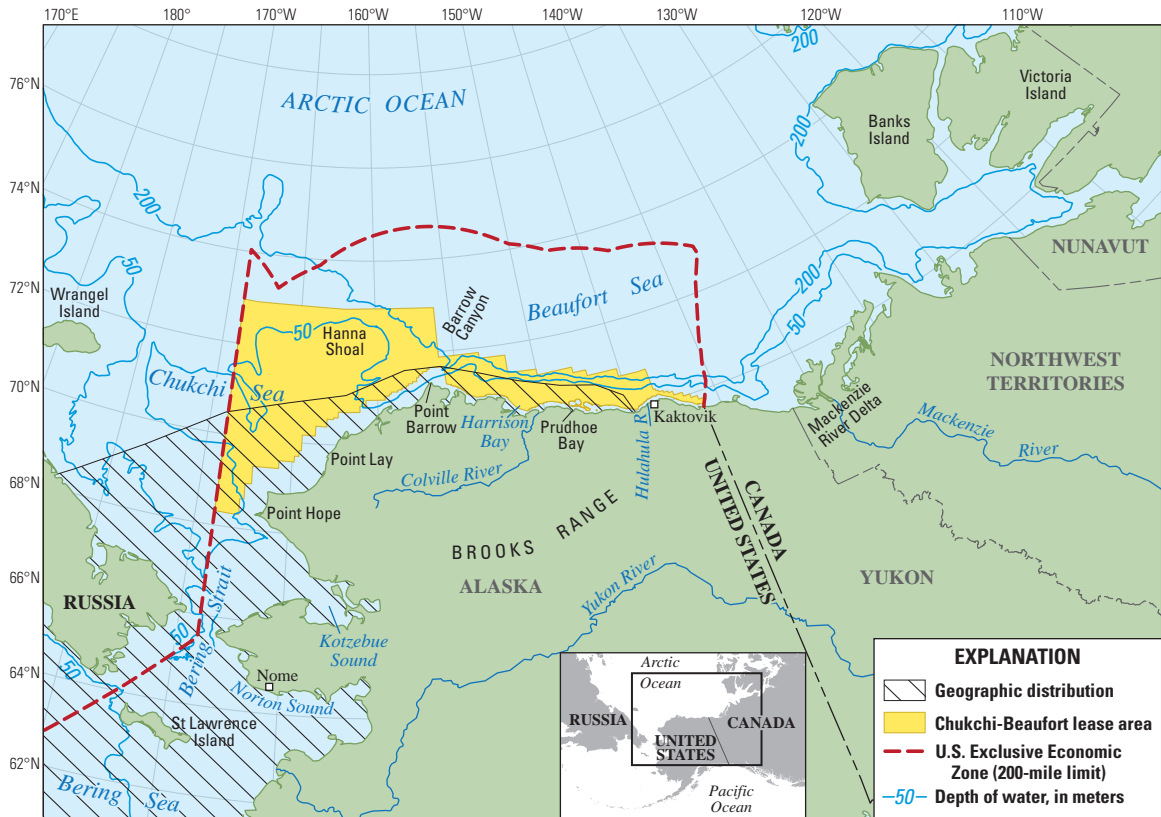 170°E 180° 170°W 160°W 150°W 140°W 130°W 120°W 110°W
76°N
74°N
72°N
70°N
68°N
66°N
64°N
62°N
200
200
Victoria
Island
ARCTIC OCEAN
Banks
Island
200
200
50
NUNAVUT
Wrangel
Island
Beaufort Sea
200
50
Barrow
Canyon
50
Hanna
Shoal
Chukchi Sea
NORTHWEST
TERRITORIES
Point
Barrow
Harrison
Bay
Prudhoe
Bay
Hulahula R.
Kaktovik
Mackenzie
River Delta
Mackenzie
River
Point Lay
Colville River
Point Hope
BROOKS RANGE
CANADA
UNITED STATES
ALASKA
YUKON
RUSSIA
Yukon River
Bering Strait
50
Kotzebue
Sound
50
Nome
Norton Sound
St Lawrence
Island
Bering Sea
Arctic
Ocean
RUSSIA
CANADA
UNITED
STATES
Pacific
Ocean
EXPLANATION
Geographic distribution
Chukchi-Beaufort lease area
U.S. Exclusive Economic
Zone (200-mile limit)
50 Depth of water, in meters